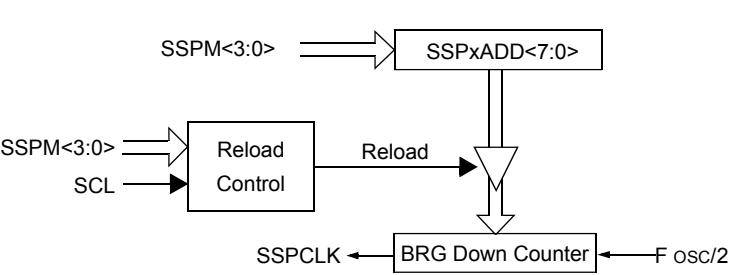 SSPM<3:0>
SSPxADD<7:0>
SSPM<3:0>
SCL
Reload
Control
Reload
SSPCLK
BRG Down Counter
F OSC/2